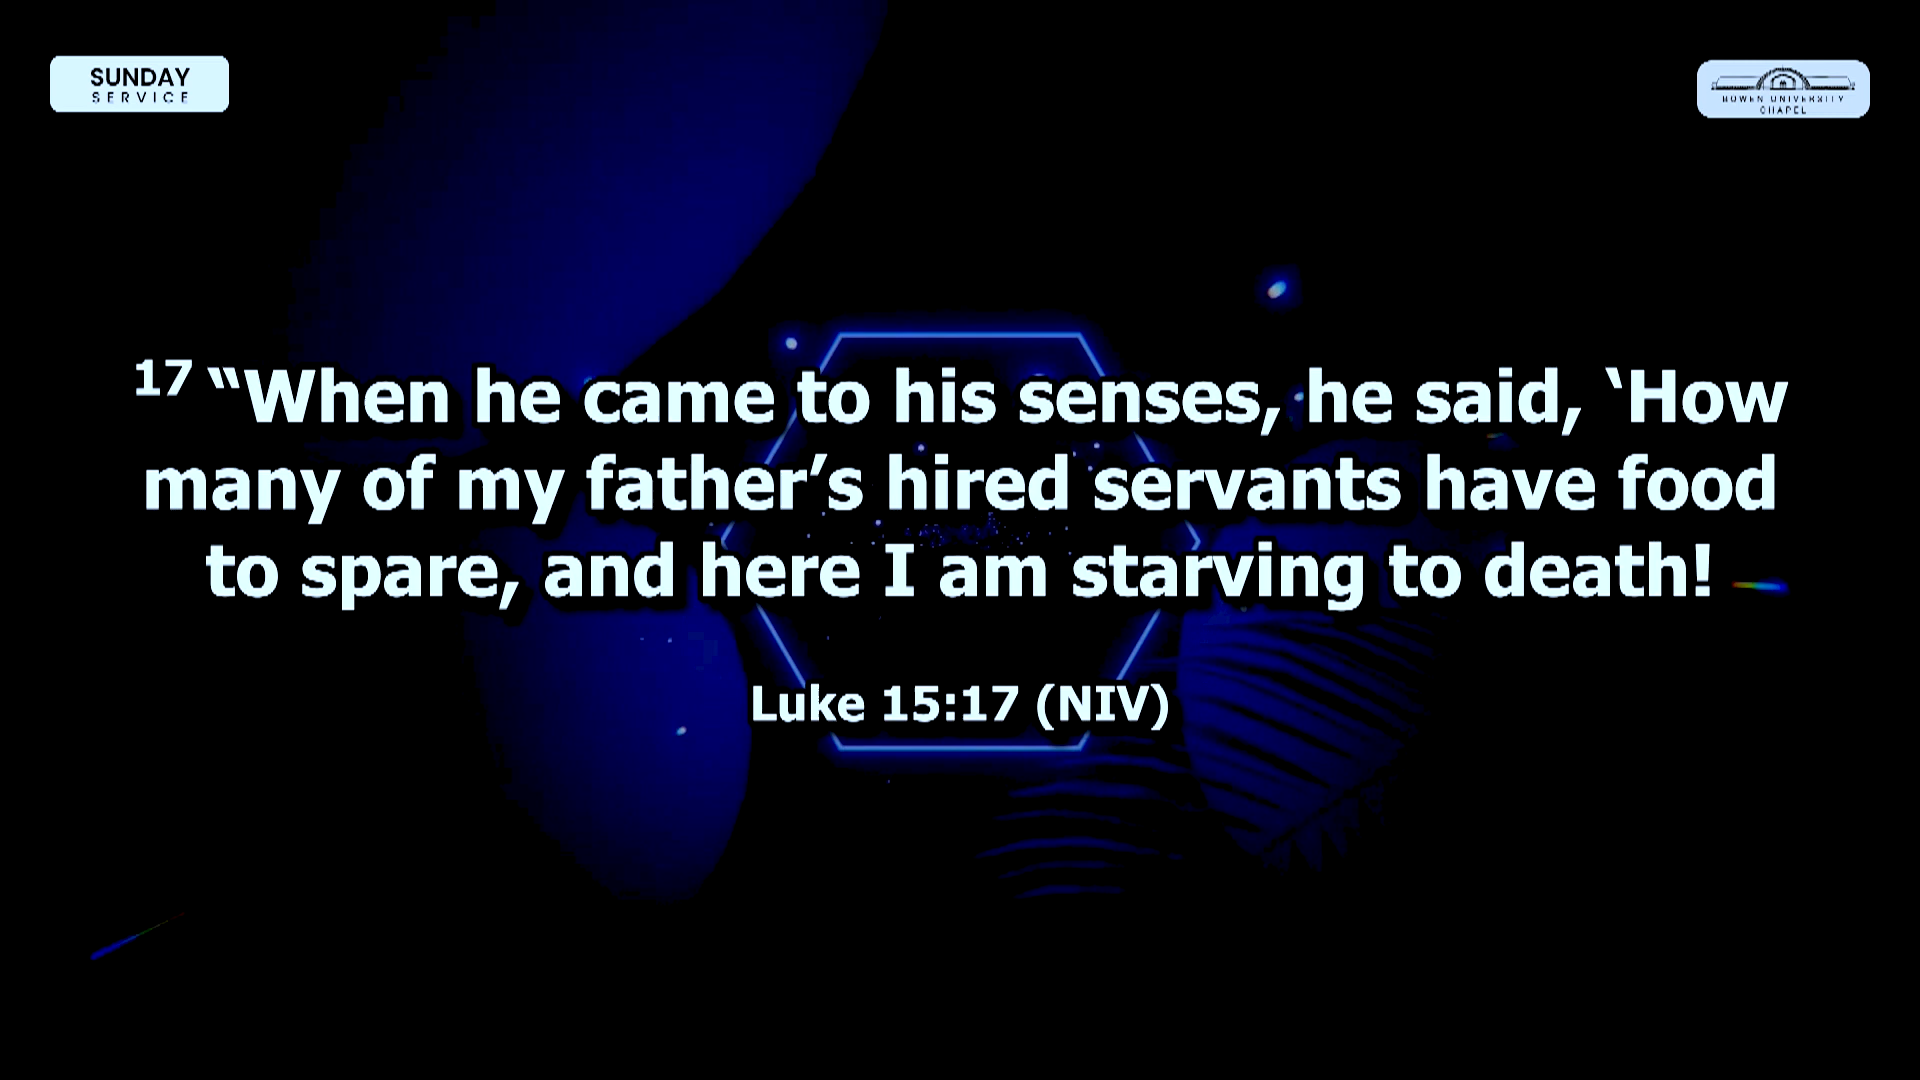 SUNDAY
SERVICE
BOWEN UNIVERSITY
CHAPEL
17 “When he came to his senses, he said, ‘How
many of my father’s hired servants have food
to spare, and here I am starving to death!
Luke 15:17 (NIV)